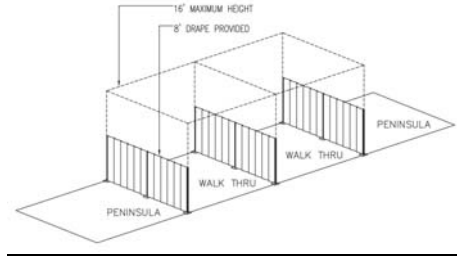 16' MAXIMUM HEIGHT
8' DRAPE PROVIDED
PENINSULA
WALK THRU
WALK THRU
PENINSULA